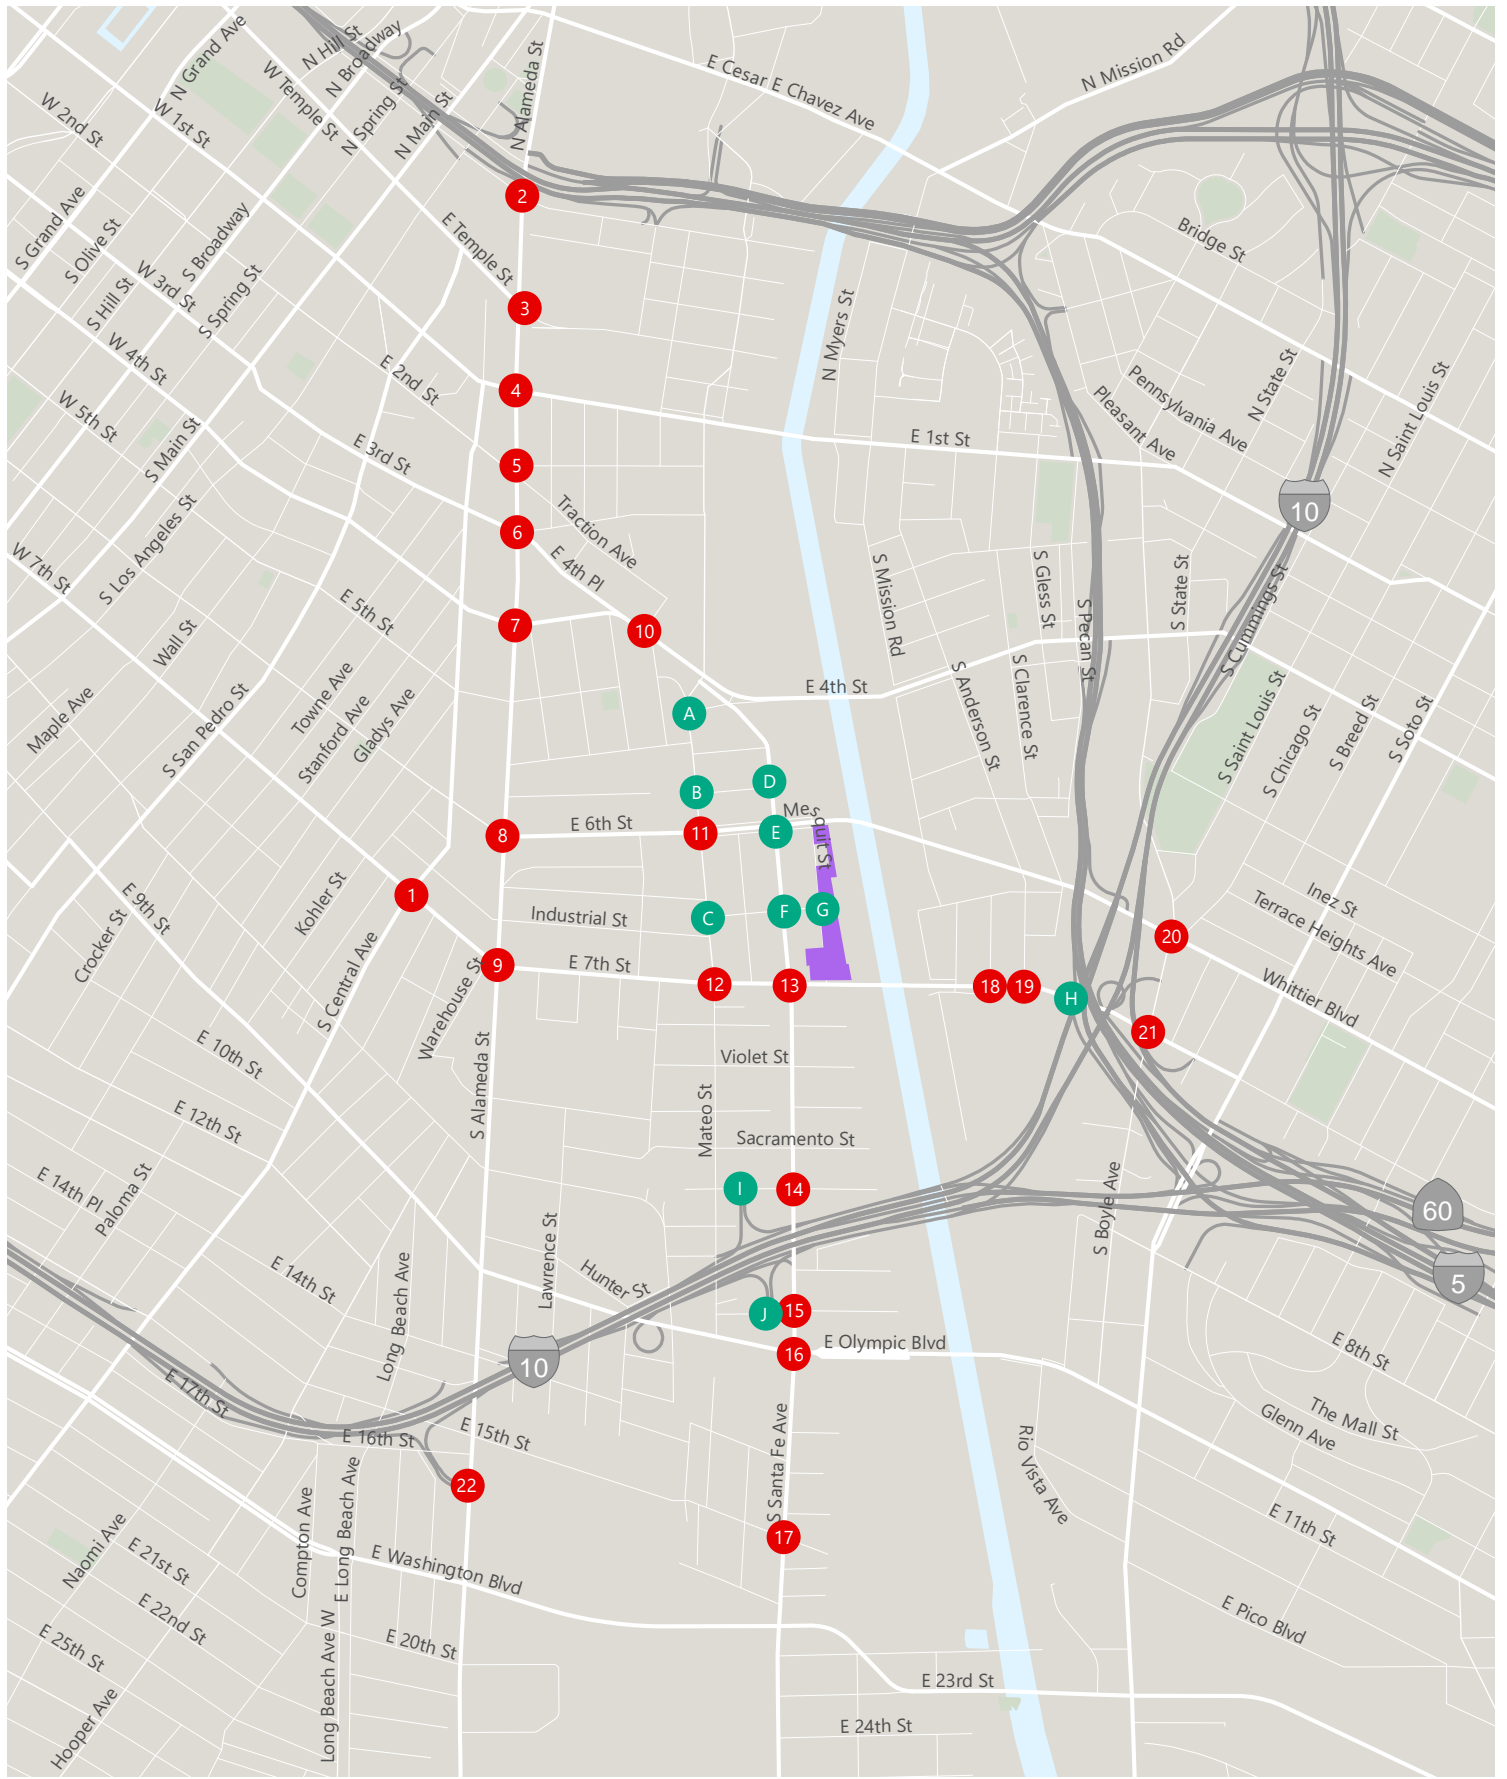 N Grand Ave
N Hill St
N Broadway
N Alameda St
E Cesar E Chavez Ave
N Mission Rd
W Temple St
N Spring St
N Main St
W 2nd St
W 1st St
2
S Grand Ave
S Olive St
S Broadway
E Temple St
Bridge St
W 3rd St
S Hill St
S Spring St
3
N Myers St
W 4th St
E 2nd St
4
N State St
Pennsylvania Ave
Pleasant Ave
N Saint Louis St
W 5th St
S Main St
E 3rd St
E 1st St
5
10
S Los Angeles St
6
Traction Ave
E 4th Pl
W 7th St
S Mission Rd
S Gless St
S Pecan St
S State St
S Cummings St
E 5th St
Wall St
7
10
Maple Ave
S San Pedro St
Towne Ave
Stanford Ave
Gladys Ave
A
E 4th St
S Anderson St
S Clarence St
S Saint Louis St
S Chicago St
S Breed St
S Soto St
B
D
Mesquit St
8
E 6th St
11
E
E 9th St
Kohler St
1
Industrial St
C
F
G
20
Inez St
Terrace Heights Ave
Crocker St
S Central Ave
Warehouse St
9
E 7th St
12
13
18
19
H
Whittier Blvd
21
E 10th St
S Alameda St
Violet St
E 12th St
Mateo St
Sacramento St
E 14th Pl
Paloma St
I
14
S Boyle Ave
60
E 14th St
Long Beach Ave
Lawrence St
Hunter St
5
J
15
16
E Olympic Blvd
E 8th St
10
E 17th St
E 16th St
E 15th St
S Santa Fe Ave
Rio Vista Ave
The Mall St
Glenn Ave
22
Compton Ave
E Long Beach Ave
17
E 11th St
Naomi Ave
E 21st St
E Washington Blvd
E 22nd St
E Pico Blvd
E 25th St
Long Beach Ave W
E 20th St
E 23rd St
Hooper Ave
E 24th St